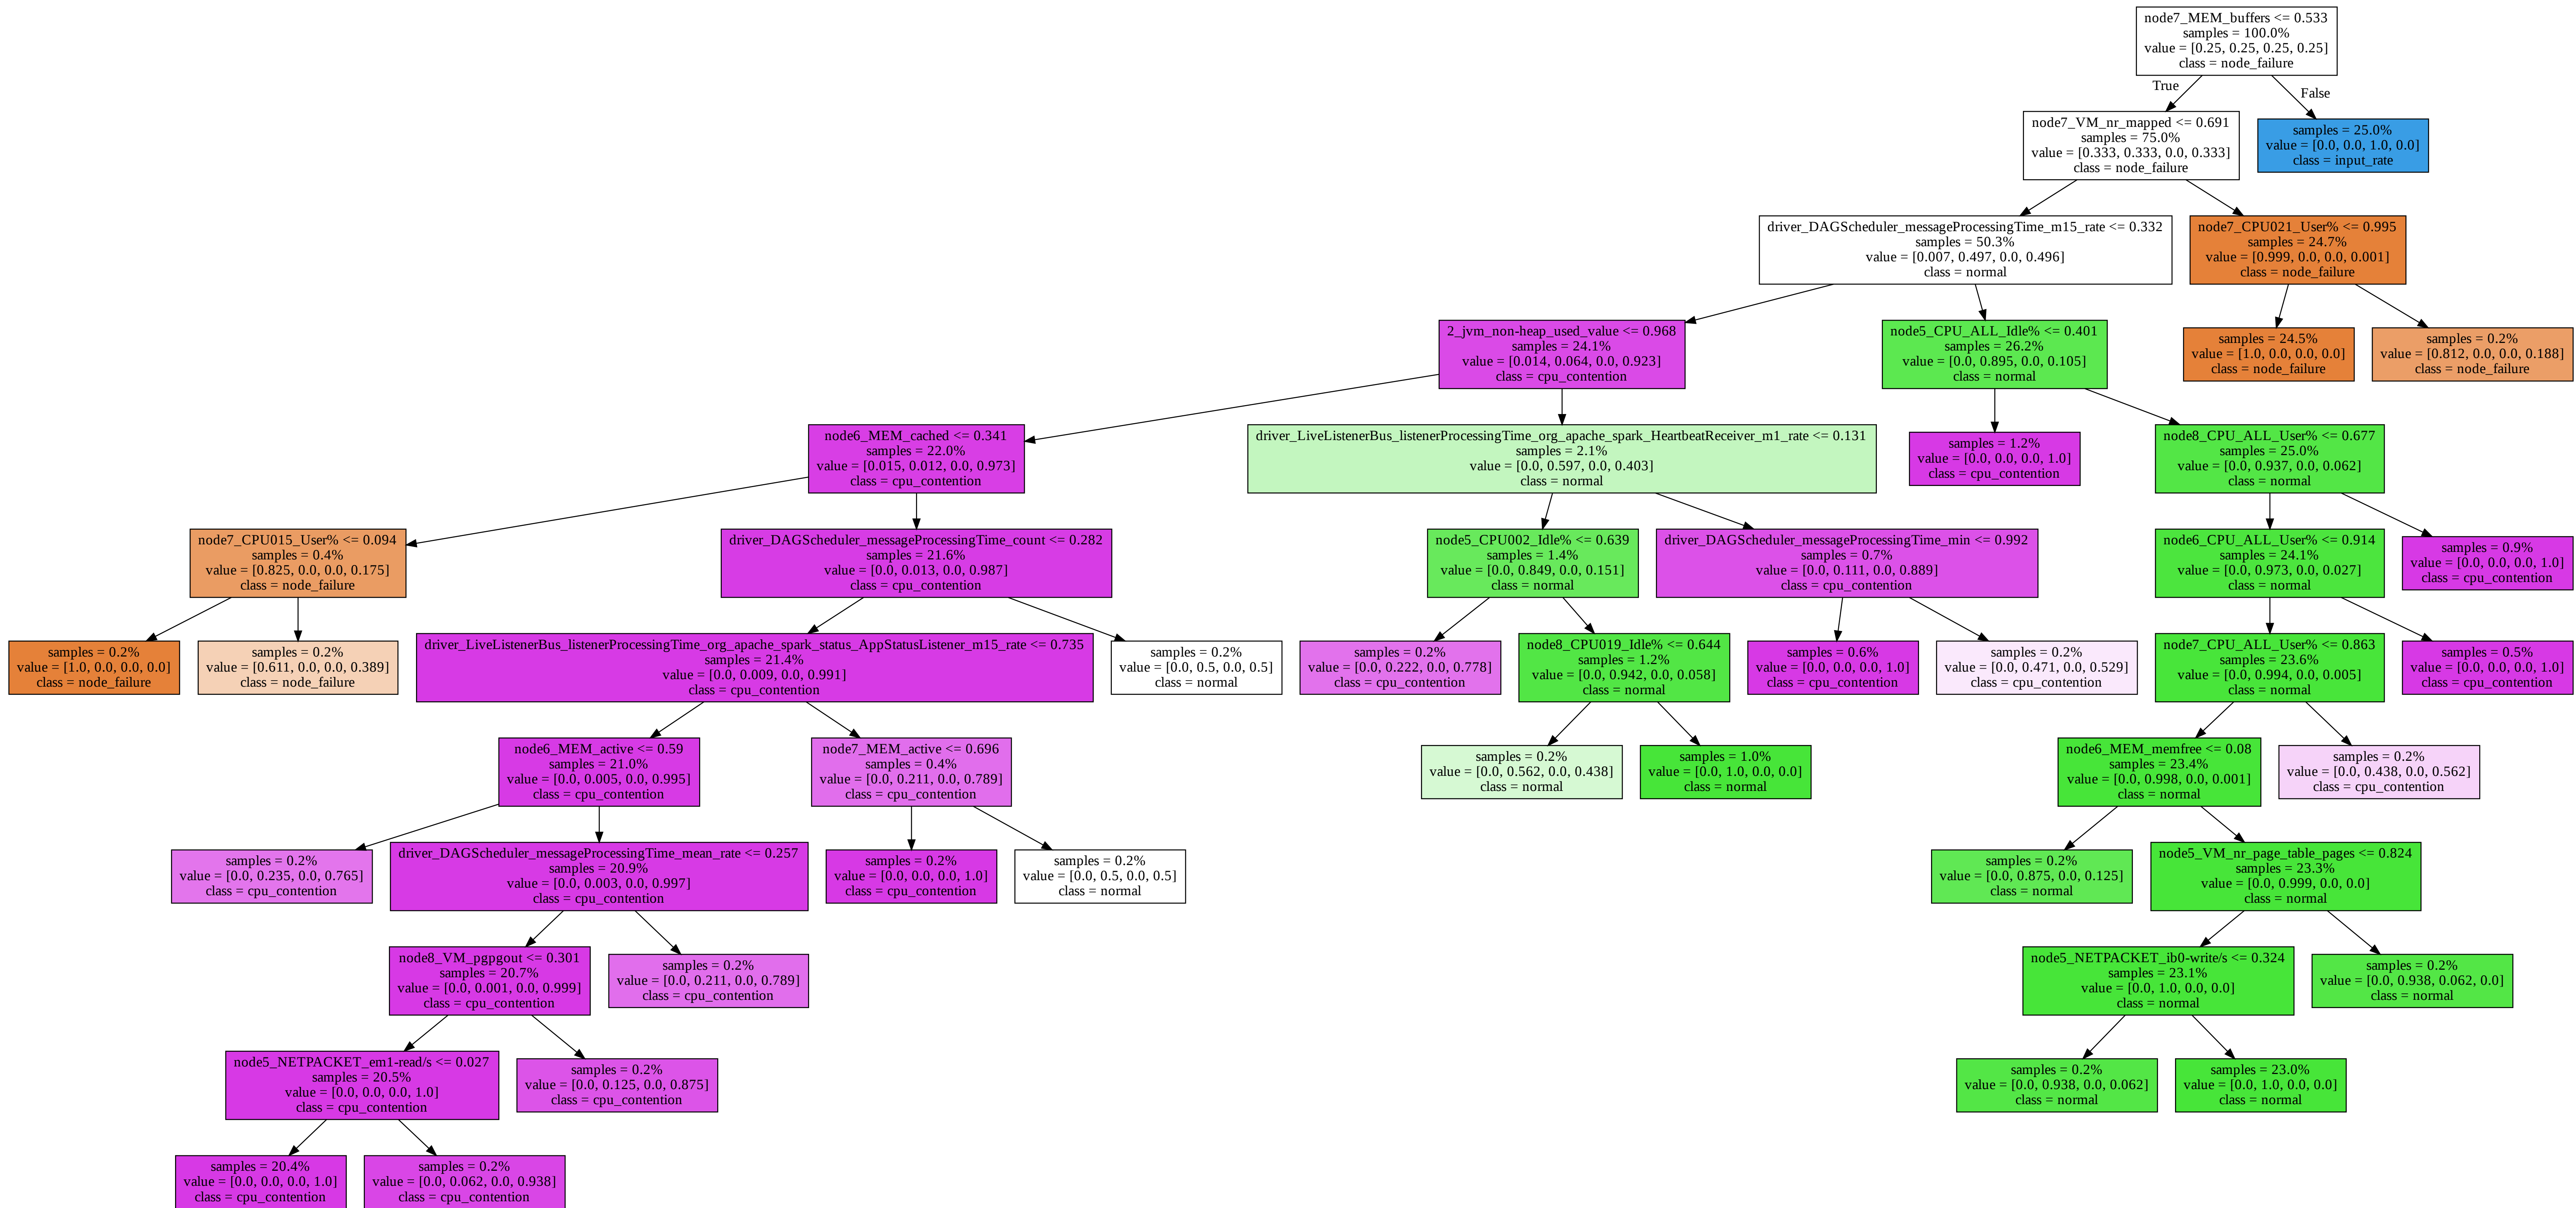 node7_MEM_buffers <= 0.533
samples = 100.0%
value = [0.25, 0.25, 0.25, 0.25]
class = node_failure
True
False
node7_VM_nr_mapped <= 0.691
samples = 75.0%
value = [0.333, 0.333, 0.0, 0.333]
class = node_failure
samples = 25.0%
value = [0.0, 0.0, 1.0, 0.0]
class = input_rate
driver_DAGScheduler_messageProcessingTime_m15_rate <= 0.332
samples = 50.3%
value = [0.007, 0.497, 0.0, 0.496]
class = normal
node7_CPU021_User% <= 0.995
samples = 24.7%
value = [0.999, 0.0, 0.0, 0.001]
class = node_failure
2_jvm_non-heap_used_value <= 0.968
samples = 24.1%
value = [0.014, 0.064, 0.0, 0.923]
class = cpu_contention
node5_CPU_ALL_Idle% <= 0.401
samples = 26.2%
value = [0.0, 0.895, 0.0, 0.105]
class = normal
samples = 24.5%
value = [1.0, 0.0, 0.0, 0.0]
class = node_failure
samples = 0.2%
value = [0.812, 0.0, 0.0, 0.188]
class = node_failure
node6_MEM_cached <= 0.341
samples = 22.0%
value = [0.015, 0.012, 0.0, 0.973]
class = cpu_contention
driver_LiveListenerBus_listenerProcessingTime_org_apache_spark_HeartbeatReceiver_m1_rate <= 0.131
samples = 2.1%
value = [0.0, 0.597, 0.0, 0.403]
class = normal
samples = 1.2%
value = [0.0, 0.0, 0.0, 1.0]
class = cpu_contention
node8_CPU_ALL_User% <= 0.677
samples = 25.0%
value = [0.0, 0.937, 0.0, 0.062]
class = normal
node7_CPU015_User% <= 0.094
samples = 0.4%
value = [0.825, 0.0, 0.0, 0.175]
class = node_failure
driver_DAGScheduler_messageProcessingTime_count <= 0.282
samples = 21.6%
value = [0.0, 0.013, 0.0, 0.987]
class = cpu_contention
node5_CPU002_Idle% <= 0.639
samples = 1.4%
value = [0.0, 0.849, 0.0, 0.151]
class = normal
driver_DAGScheduler_messageProcessingTime_min <= 0.992
samples = 0.7%
value = [0.0, 0.111, 0.0, 0.889]
class = cpu_contention
node6_CPU_ALL_User% <= 0.914
samples = 24.1%
value = [0.0, 0.973, 0.0, 0.027]
class = normal
samples = 0.9%
value = [0.0, 0.0, 0.0, 1.0]
class = cpu_contention
samples = 0.2%
value = [1.0, 0.0, 0.0, 0.0]
class = node_failure
samples = 0.2%
value = [0.611, 0.0, 0.0, 0.389]
class = node_failure
driver_LiveListenerBus_listenerProcessingTime_org_apache_spark_status_AppStatusListener_m15_rate <= 0.735
samples = 21.4%
value = [0.0, 0.009, 0.0, 0.991]
class = cpu_contention
samples = 0.2%
value = [0.0, 0.5, 0.0, 0.5]
class = normal
samples = 0.2%
value = [0.0, 0.222, 0.0, 0.778]
class = cpu_contention
node8_CPU019_Idle% <= 0.644
samples = 1.2%
value = [0.0, 0.942, 0.0, 0.058]
class = normal
samples = 0.6%
value = [0.0, 0.0, 0.0, 1.0]
class = cpu_contention
samples = 0.2%
value = [0.0, 0.471, 0.0, 0.529]
class = cpu_contention
node7_CPU_ALL_User% <= 0.863
samples = 23.6%
value = [0.0, 0.994, 0.0, 0.005]
class = normal
samples = 0.5%
value = [0.0, 0.0, 0.0, 1.0]
class = cpu_contention
node6_MEM_active <= 0.59
samples = 21.0%
value = [0.0, 0.005, 0.0, 0.995]
class = cpu_contention
node7_MEM_active <= 0.696
samples = 0.4%
value = [0.0, 0.211, 0.0, 0.789]
class = cpu_contention
samples = 0.2%
value = [0.0, 0.562, 0.0, 0.438]
class = normal
samples = 1.0%
value = [0.0, 1.0, 0.0, 0.0]
class = normal
node6_MEM_memfree <= 0.08
samples = 23.4%
value = [0.0, 0.998, 0.0, 0.001]
class = normal
samples = 0.2%
value = [0.0, 0.438, 0.0, 0.562]
class = cpu_contention
samples = 0.2%
value = [0.0, 0.235, 0.0, 0.765]
class = cpu_contention
driver_DAGScheduler_messageProcessingTime_mean_rate <= 0.257
samples = 20.9%
value = [0.0, 0.003, 0.0, 0.997]
class = cpu_contention
samples = 0.2%
value = [0.0, 0.0, 0.0, 1.0]
class = cpu_contention
samples = 0.2%
value = [0.0, 0.5, 0.0, 0.5]
class = normal
samples = 0.2%
value = [0.0, 0.875, 0.0, 0.125]
class = normal
node5_VM_nr_page_table_pages <= 0.824
samples = 23.3%
value = [0.0, 0.999, 0.0, 0.0]
class = normal
node8_VM_pgpgout <= 0.301
samples = 20.7%
value = [0.0, 0.001, 0.0, 0.999]
class = cpu_contention
samples = 0.2%
value = [0.0, 0.211, 0.0, 0.789]
class = cpu_contention
node5_NETPACKET_ib0-write/s <= 0.324
samples = 23.1%
value = [0.0, 1.0, 0.0, 0.0]
class = normal
samples = 0.2%
value = [0.0, 0.938, 0.062, 0.0]
class = normal
node5_NETPACKET_em1-read/s <= 0.027
samples = 20.5%
value = [0.0, 0.0, 0.0, 1.0]
class = cpu_contention
samples = 0.2%
value = [0.0, 0.125, 0.0, 0.875]
class = cpu_contention
samples = 0.2%
value = [0.0, 0.938, 0.0, 0.062]
class = normal
samples = 23.0%
value = [0.0, 1.0, 0.0, 0.0]
class = normal
samples = 20.4%
value = [0.0, 0.0, 0.0, 1.0]
class = cpu_contention
samples = 0.2%
value = [0.0, 0.062, 0.0, 0.938]
class = cpu_contention